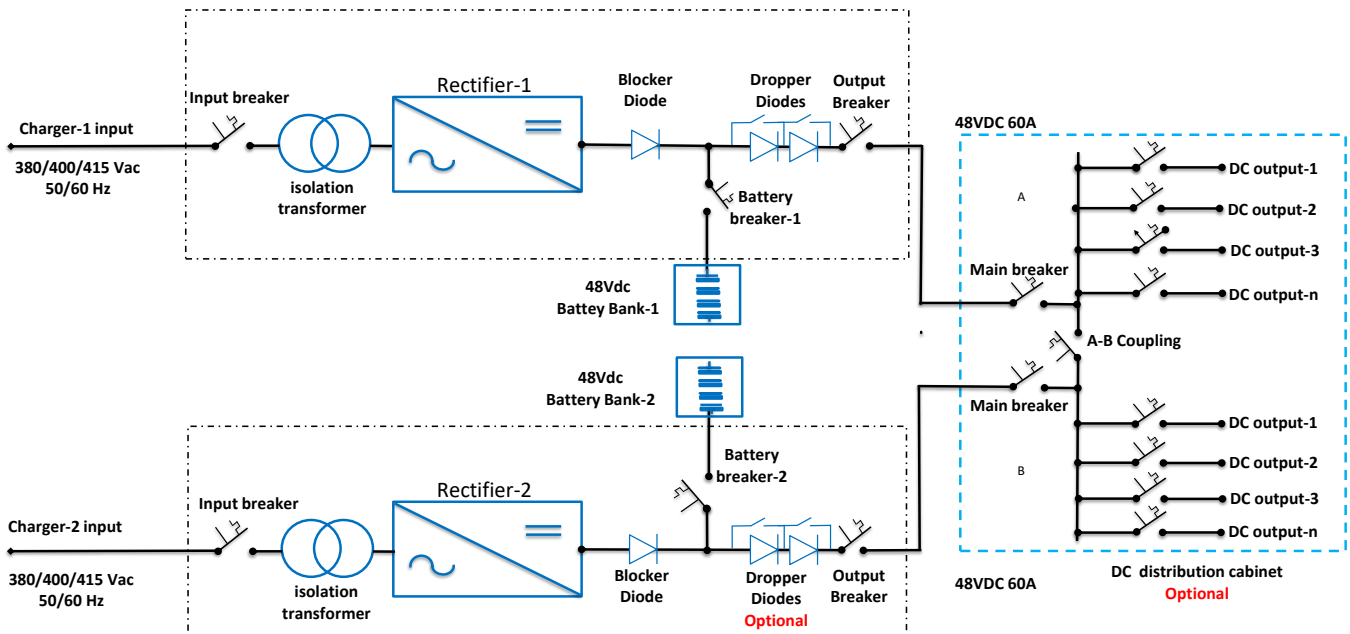 Rectifier-1
Blocker
Diode
Dropper
Diodes
Output
Breaker
Input breaker
Charger-1 input
380/400/415 Vac
50/60 Hz
isolation
transformer
Battery
breaker-1
48Vdc
Battey Bank-1
48VDC 60A
A
DC output-1
DC output-2
DC output-3
DC output-n
Main breaker
A-B Coupling
48Vdc
Battery Bank-2
Main breaker
DC output-1
B
DC output-2
DC output-3
DC output-n
Battery
breaker-2
Rectifier-2
Input breaker
Charger-2 input
380/400/415 Vac
50/60 Hz
isolation
transformer
Blocker
Diode
Dropper
Diodes
Optional
Output
Breaker
48VDC 60A
DC distribution cabinet
Optional